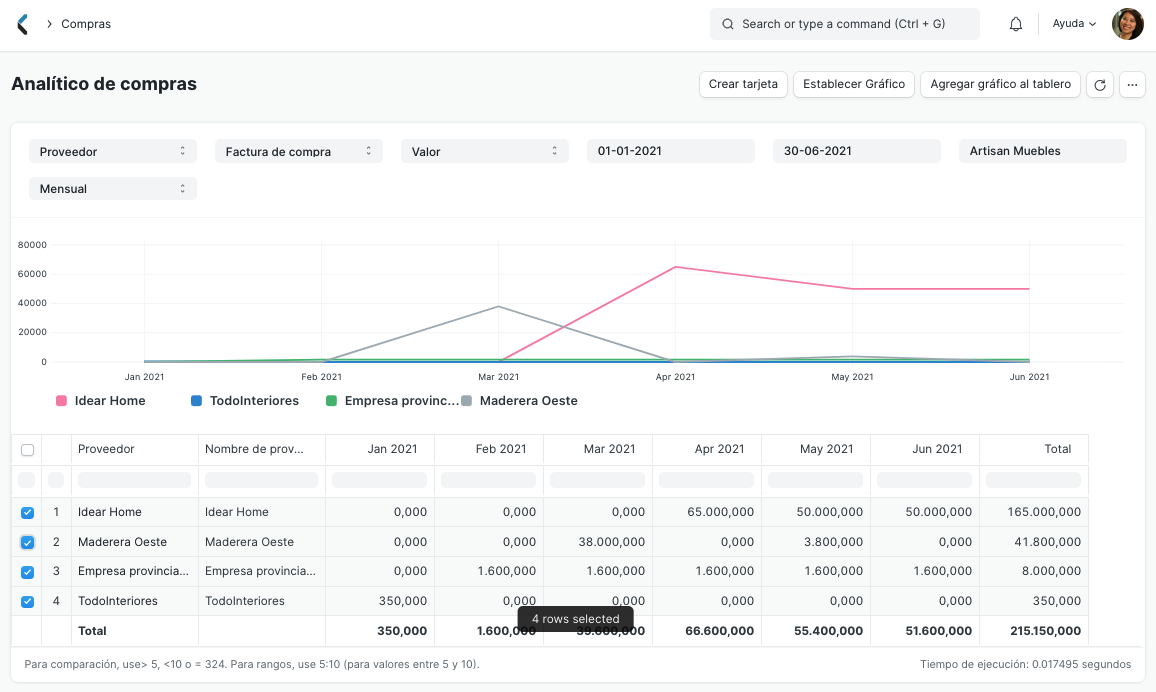 Compras
Search or type a command (Ctrl + G)
Ayuda
Analítico de compras
Crear tarjeta
Establecer Gráfico
Agregar gráfico al tablero
Proveedor
Factura de compra
Valor
01-01-2021
30-06-2021
Artisan Muebles
Mensual
80000
60000
40000
20000
0
Jan 2021 Feb 2021 Mar 2021 Apr 2021 May 2021 Jun 2021
Idear Home TodoInteriores Empresa provinc... Maderera Oeste
Proveedor Nombre de prov... Jan 2021 Feb 2021 Mar 2021 Apr 2021 May 2021 Jun 2021 Total
1 Idear Home Idear Home 0,000 0,000 0,000 65.000,000 50.000,000 50.000,000 165.000,000
2 Maderera Oeste Maderera Oeste 0,000 0,000 38.000,000 0,000 3.800,000 0,000 41.800,000
3 Empresa provincia... Empresa provincia... 0,000 1.600,000 1.600,000 1.600,000 1.600,000 1.600,000 8.000,000
4 TodoInteriores TodoInteriores 350,000 0,000 0,000 0,000 0,000 0,000 350,000
4 rows selected
Total 350,000 1.600,000 39.600,000 66.600,000 55.400,000 51.600,000 215.150,000
Para comparación, use> 5, <10 o = 324. Para rangos, use 5:10 (para valores entre 5 y 10).
Tiempo de ejecución: 0.017495 segundos